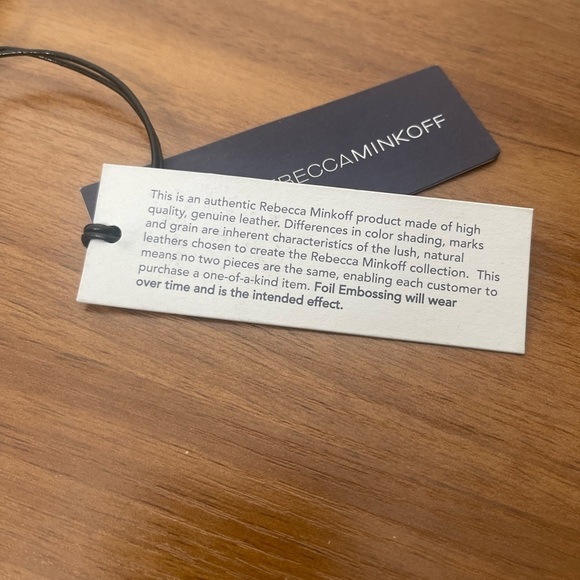 BECCAMINKOFF
This is an authentic Rebecca Minkoff product made of high
quality, genuine leather. Differences in color shading, marks
and grain are inherent characteristics of the lush, natural
leathers chosen to create the Rebecca Minkoff collection. This
means no two pieces are the same, enabling each customer to
purchase a one-of-a-kind item. Foil Embossing will wear
over time and is the intended effect.